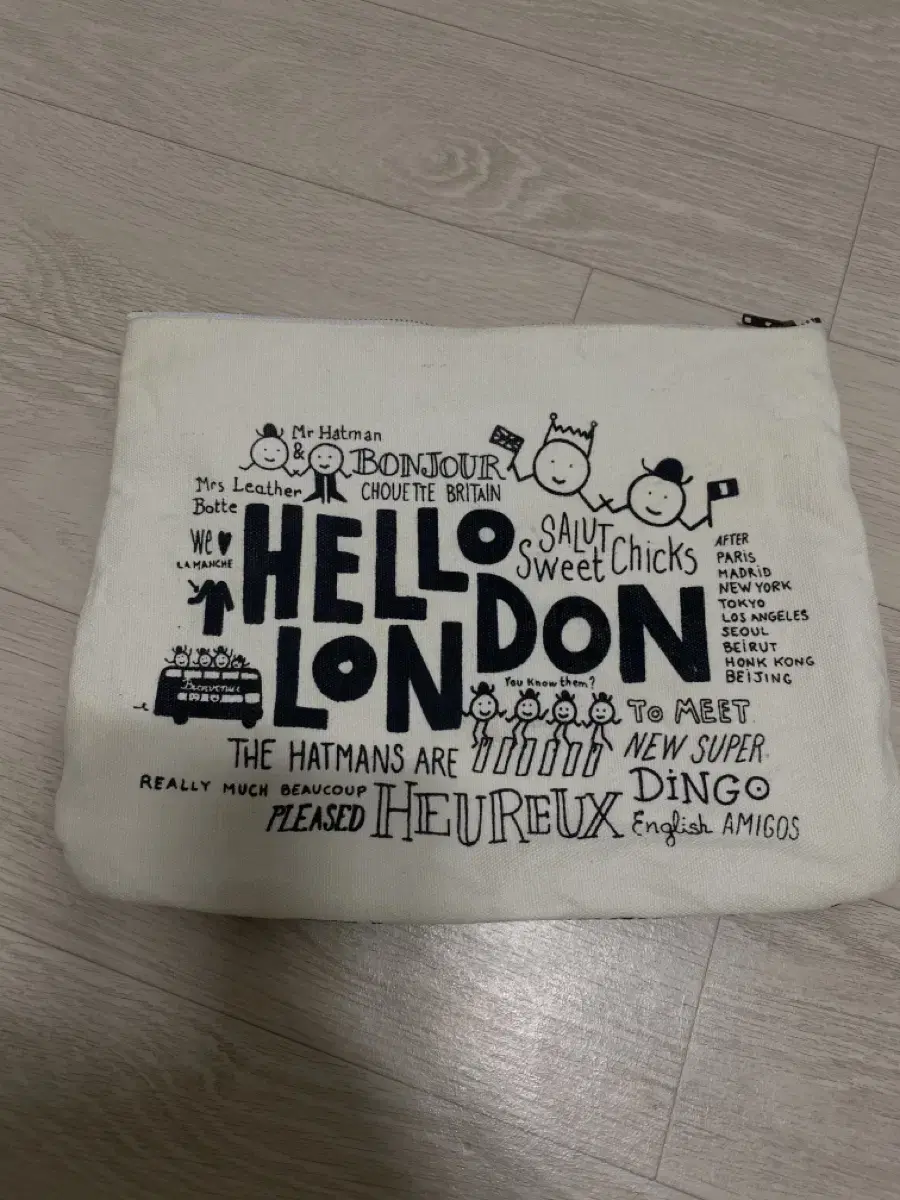 Mr Hatman
&
Mrs Leather
Botte
BONJOUR
CHOUETTE BRITAIN
We ♥
LA MANCHE
HELLO
LONDON
SALUT
Sweet Chicks
AFTER
PARIS
MADRID
NEW YORK
TOKYO
LOS ANGELES
SEOUL
BEIRUT
HONK KONG
BEIJING
Bienvenue
You Know them?
THE HATMANS ARE
TO MEET
NEW SUPER
REALLY MUCH BEAUCOUP
PLEASED HEUREUX
DINGO
English AMIGOS